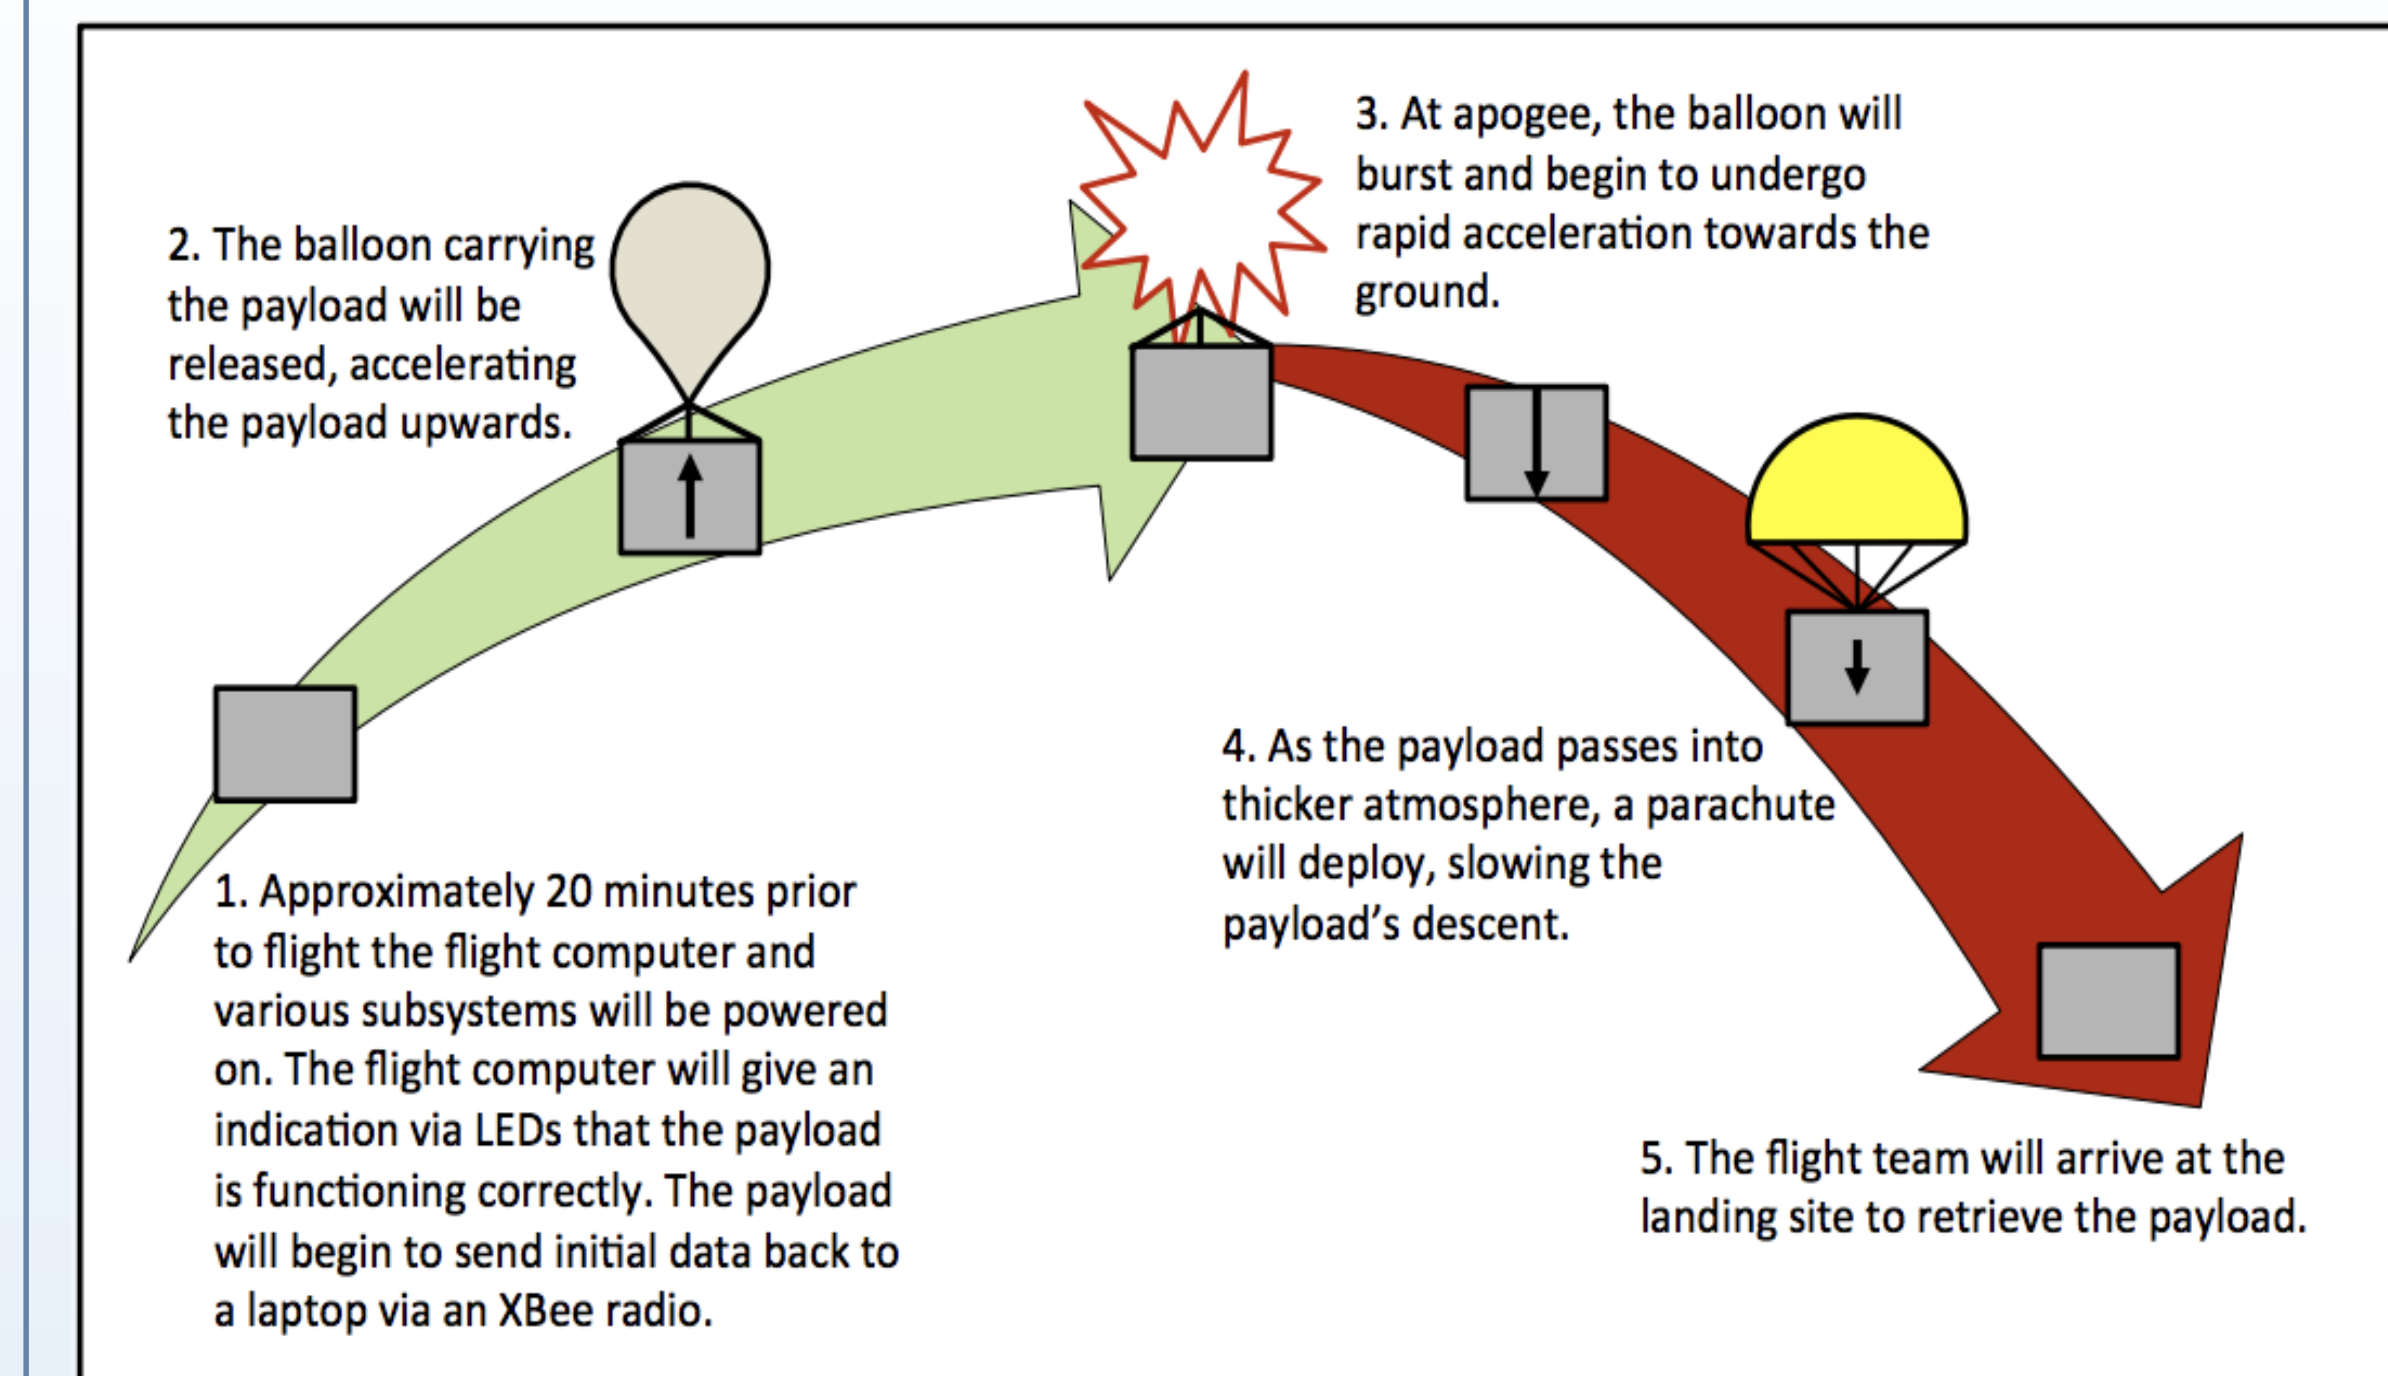 1. Approximately 20 minutes prior
to flight the flight computer and
various subsystems will be powered
on. The flight computer will give an
indication via LEDs that the payload
is functioning correctly. The payload
will begin to send initial data back to
a laptop via an XBee radio.
2. The balloon carrying
the payload will be
released, accelerating
the payload upwards.
3. At apogee, the balloon will
burst and begin to undergo
rapid acceleration towards the
ground.
4. As the payload passes into
thicker atmosphere, a parachute
will deploy, slowing the
payload’s descent.
5. The flight team will arrive at the
landing site to retrieve the payload.